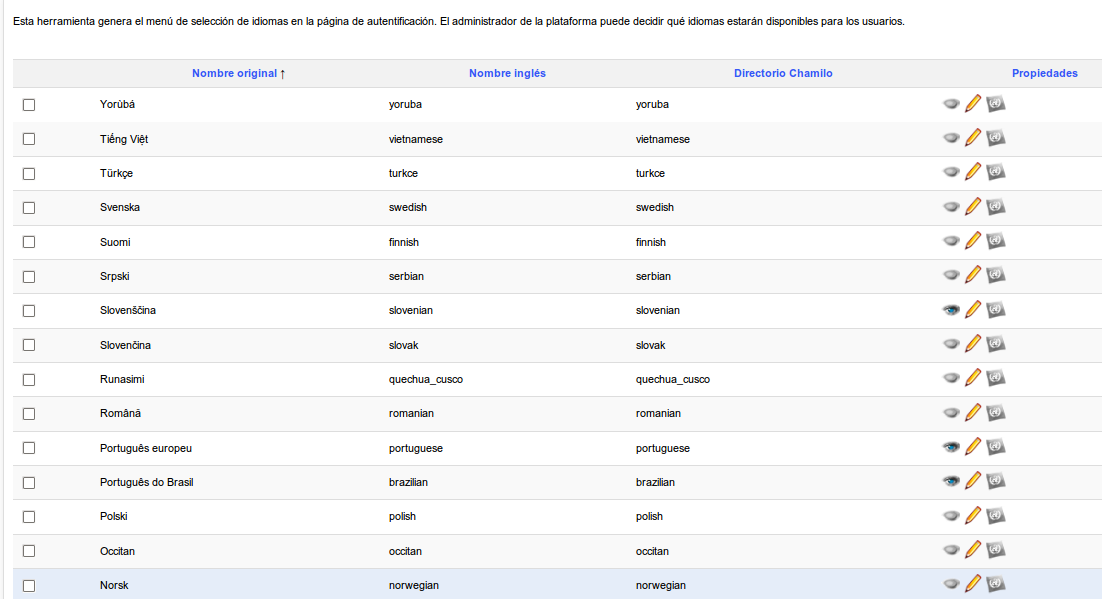 Esta herramienta genera el menú de selección de idiomas en la página de autentificación. El administrador de la plataforma puede decidir qué idiomas estarán disponibles para los usuarios.
Nombre original ↑ Nombre inglés Directorio Chamilo Propiedades
Yorùbá yoruba yoruba
Tiếng Việt vietnamese vietnamese
Türkçe turkce turkce
Svenska swedish swedish
Suomi finnish finnish
Srpski serbian serbian
Slovenščina slovenian slovenian
Slovenčina slovak slovak
Runasimi quechua_cusco quechua_cusco
Română romanian romanian
Português europeu portuguese portuguese
Português do Brasil brazilian brazilian
Polski polish polish
Occitan occitan occitan
Norsk norwegian norwegian